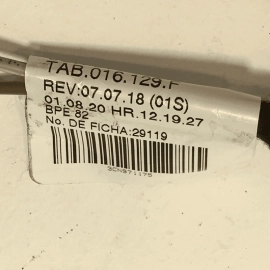 TAB.016.129.F
REV:07.07.18 (01S)
01.08.20 HR.12.19.27
BPE 82
No. DE FICHA:29119